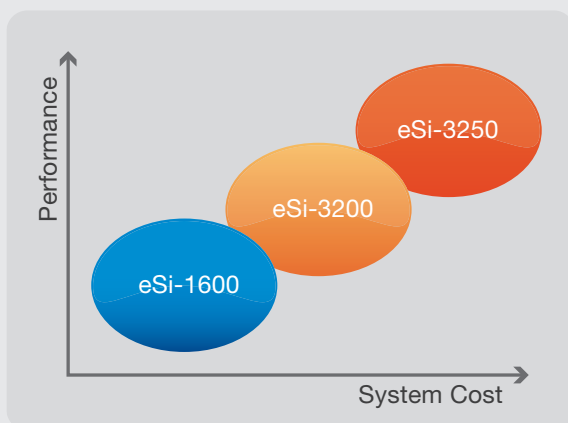 Performance
eSi-3250
eSi-3200
eSi-1600
System Cost